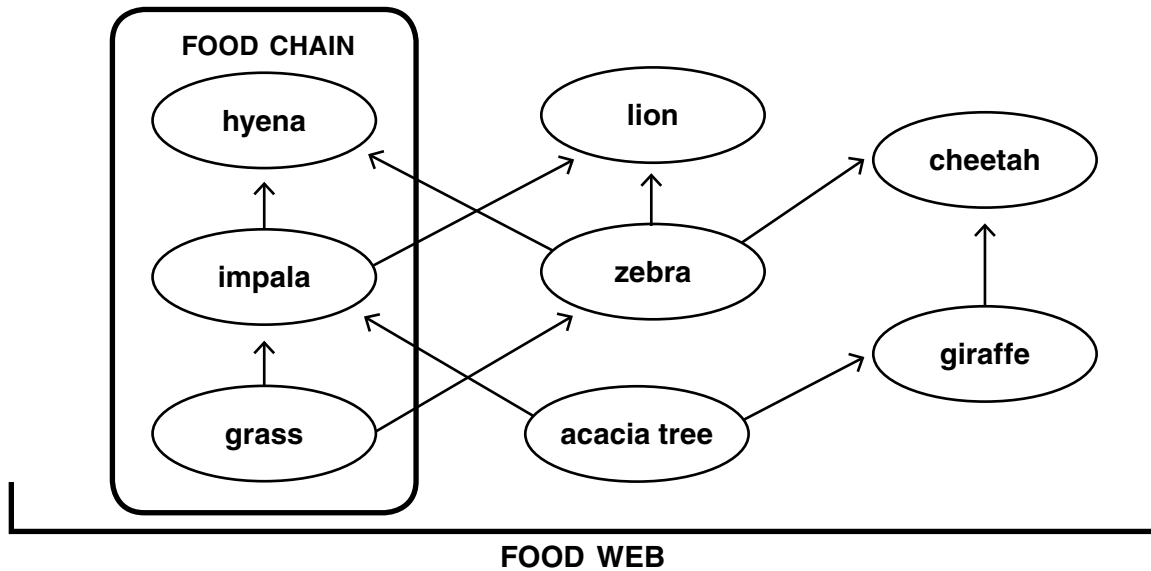 FOOD CHAIN
hyena
lion
cheetah
impala
zebra
giraffe
grass
acacia tree
FOOD WEB